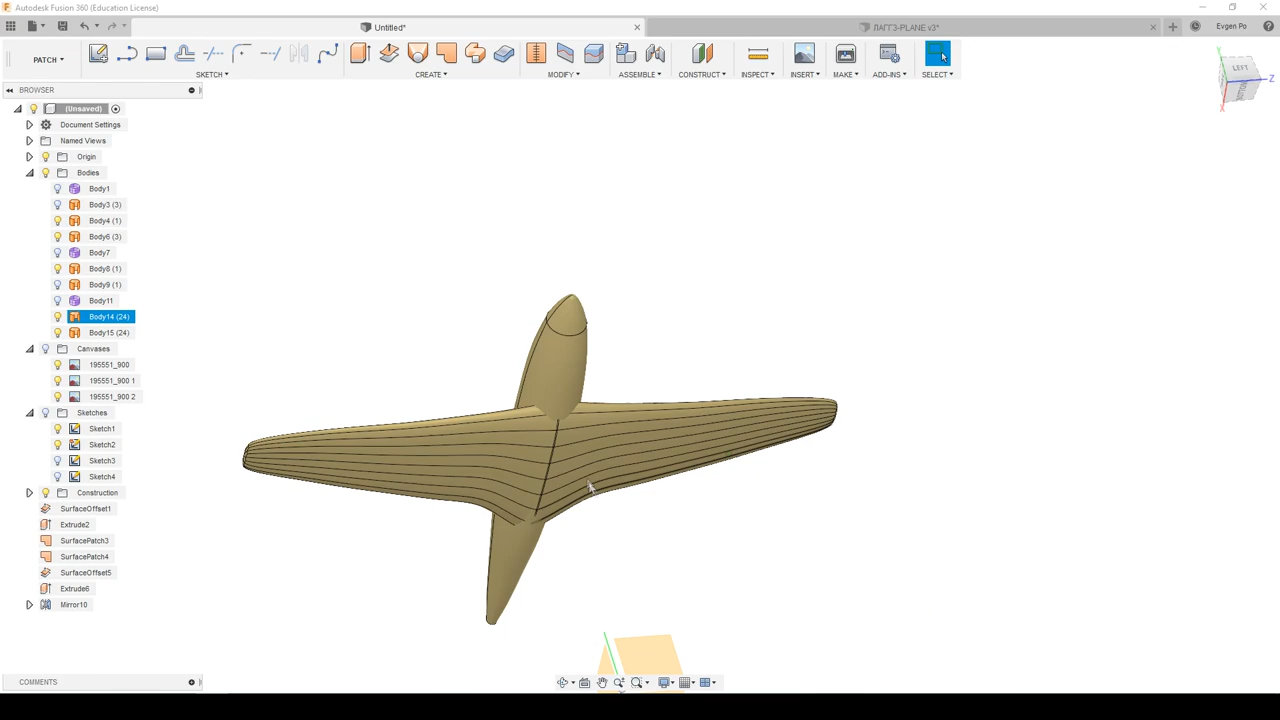 Autodesk Fusion 360 (Education License)
Untitled*
ЛАГГ3-PLANE v3*
Evgen Po
PATCH
SKETCH
CREATE
MODIFY
ASSEMBLE
CONSTRUCT
INSPECT
INSERT
MAKE
ADD-INS
SELECT
BROWSER
(Unsaved)
Document Settings
Named Views
Origin
Bodies
Body1
Body3 (3)
Body4 (1)
Body6 (3)
Body7
Body8 (1)
Body9 (1)
Body11
Body14 (24)
Body15 (24)
Canvases
195551_900
195551_900 1
195551_900 2
Sketches
Sketch1
Sketch2
Sketch3
Sketch4
Construction
SurfaceOffset1
Extrude2
SurfacePatch3
SurfacePatch4
SurfaceOffset5
Extrude6
Mirror10
COMMENTS
LEFT
Z
X